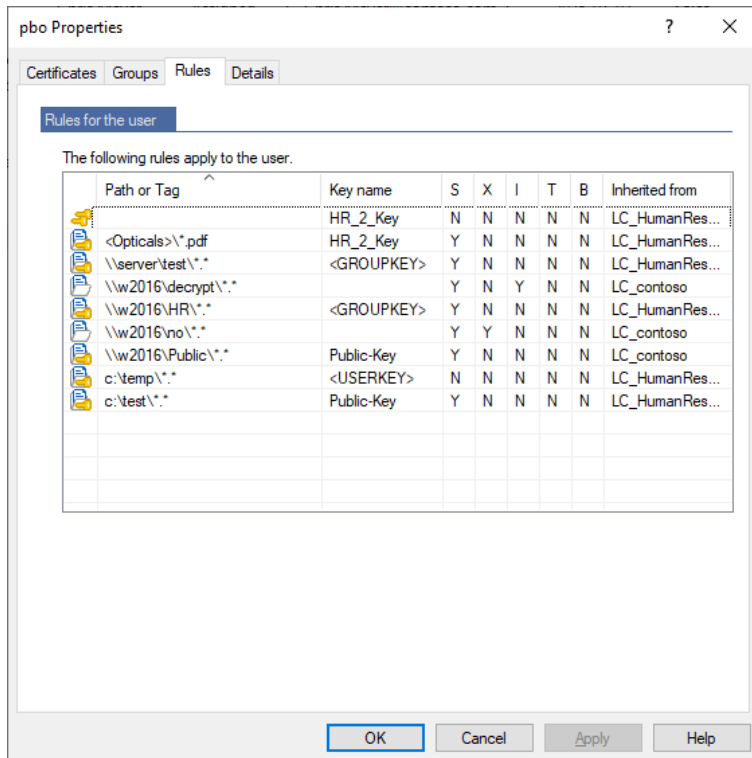 pbo Properties ? X
Certificates Groups Rules Details
Rules for the user
The following rules apply to the user.
Path or Tag Key name S X I T B Inherited from
HR_2_Key N N N N N LC_HumanRes...
<Opticals>\*.pdf HR_2_Key Y N N N N LC_HumanRes...
\\server\test\*.* <GROUPKEY> Y N N N N LC_HumanRes...
\\w2016\decrypt\*.* Y N Y N N LC_contoso
\\w2016\HR\*.* <GROUPKEY> Y N N N N LC_HumanRes...
\\w2016\no\*.* Y Y N N N LC_contoso
\\w2016\Public\*.* Public-Key Y N N N N LC_contoso
c:\temp\*.* <USERKEY> N N N N N LC_HumanRes...
c:\test\*.* Public-Key Y N N N N LC_HumanRes...
OK Cancel Apply Help